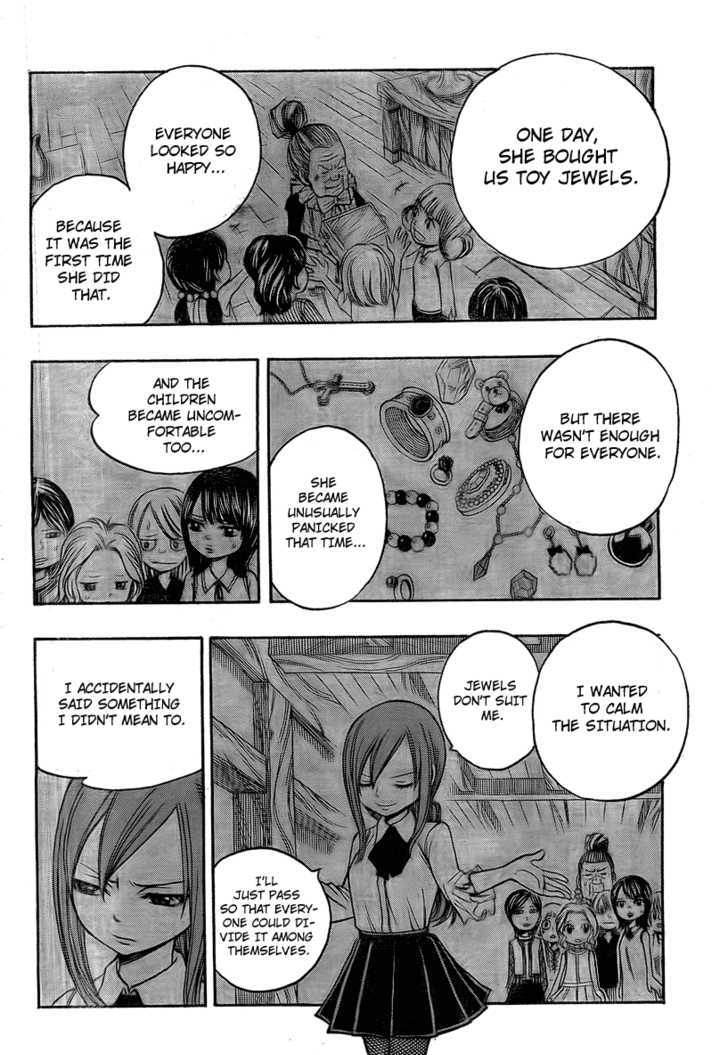 ONE DAY,
SHE BOUGHT
US TOY JEWELS.
EVERYONE
LOOKED SO
HAPPY...
BECAUSE
IT WAS THE
FIRST TIME
SHE DID
THAT.
BUT THERE
WASN'T ENOUGH
FOR EVERYONE.
SHE
BECAME
UNUSUALLY
PANICKED
THAT TIME...
AND THE
CHILDREN
BECAME UNCOM-
FORTABLE
TOO...
I WANTED
TO CALM
THE SITUATION.
JEWELS
DON'T SUIT
ME.
I'LL
JUST PASS
SO THAT EVERY-
ONE COULD DI-
VIDE IT AMONG
THEMSELVES.
I ACCIDENTALLY
SAID SOMETHING
I DIDN'T MEAN TO.